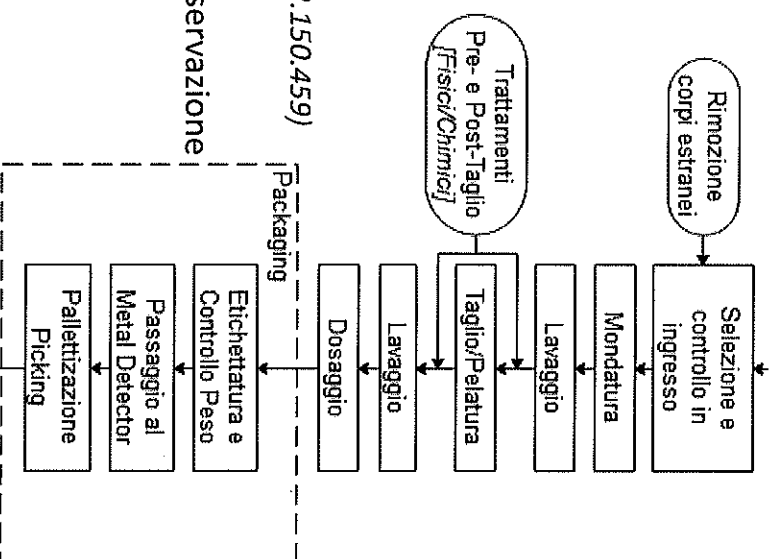 Rimozione
corpi estranei
Selezione e
controllo in
ingresso
Mondatura
Lavaggio
Trattamenti
Pre- e Post-Taglio
[Fisici/Chimici]
Taglio/Pelatura
Lavaggio
Dosaggio
.150.459)
servazione
Packaging
Etichettatura e
Controllo Peso
Passaggio al
Metal Detector
Pallettizazione
Picking